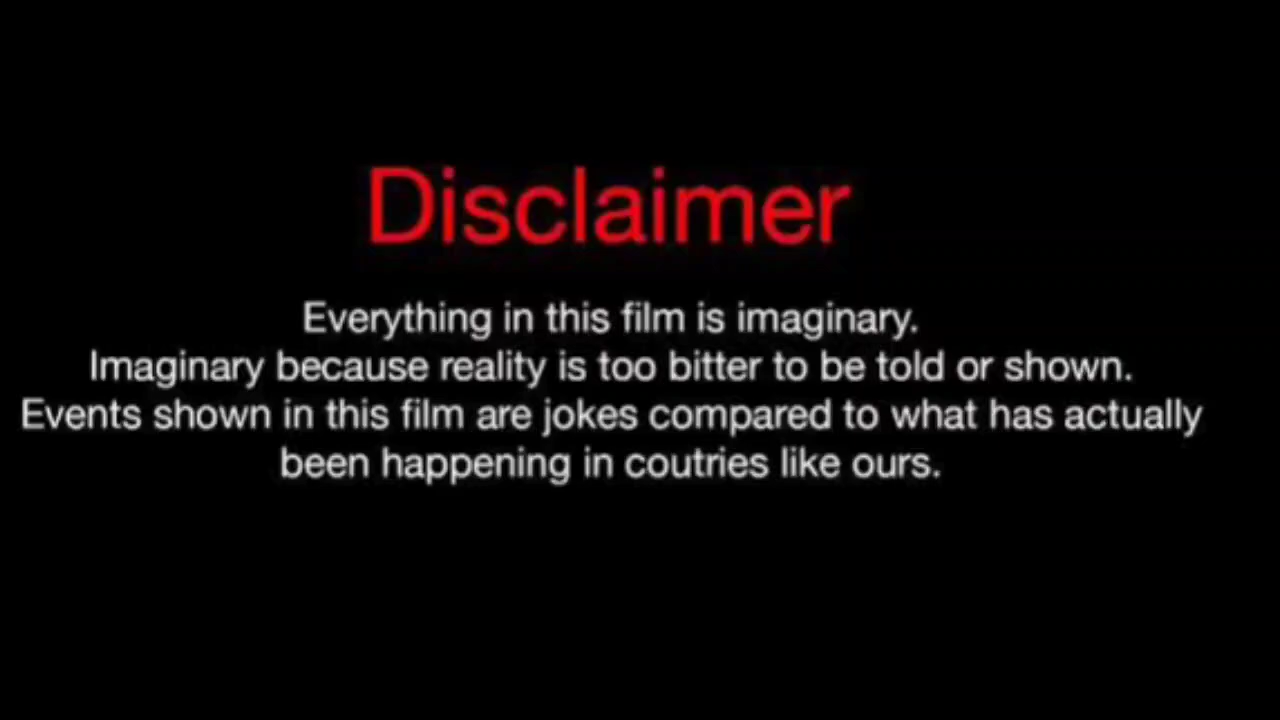 Disclaimer
Everything in this film is imaginary.
Imaginary because reality is too bitter to be told or shown.
Events shown in this film are jokes compared to what has actually
been happening in coutries like ours.